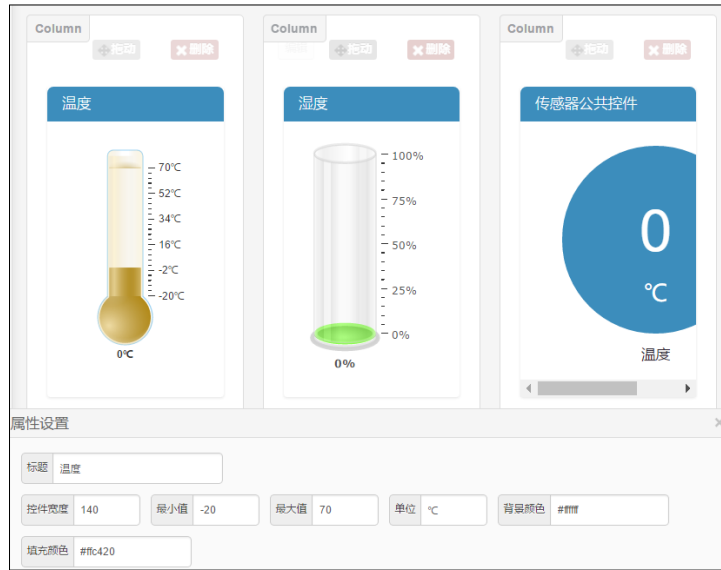 Column
拖动 删除
Column
拖动 删除
Column
拖动 删除
温度
70℃
52℃
34℃
16℃
-2℃
-20℃
0℃
湿度
100%
75%
50%
25%
0%
0%
传感器公共控件
0
℃
温度
属性设置
标题 温度
控件宽度 140 最小值 -20 最大值 70 单位 ℃ 背景颜色 #ffffff
填充颜色 #ffc420